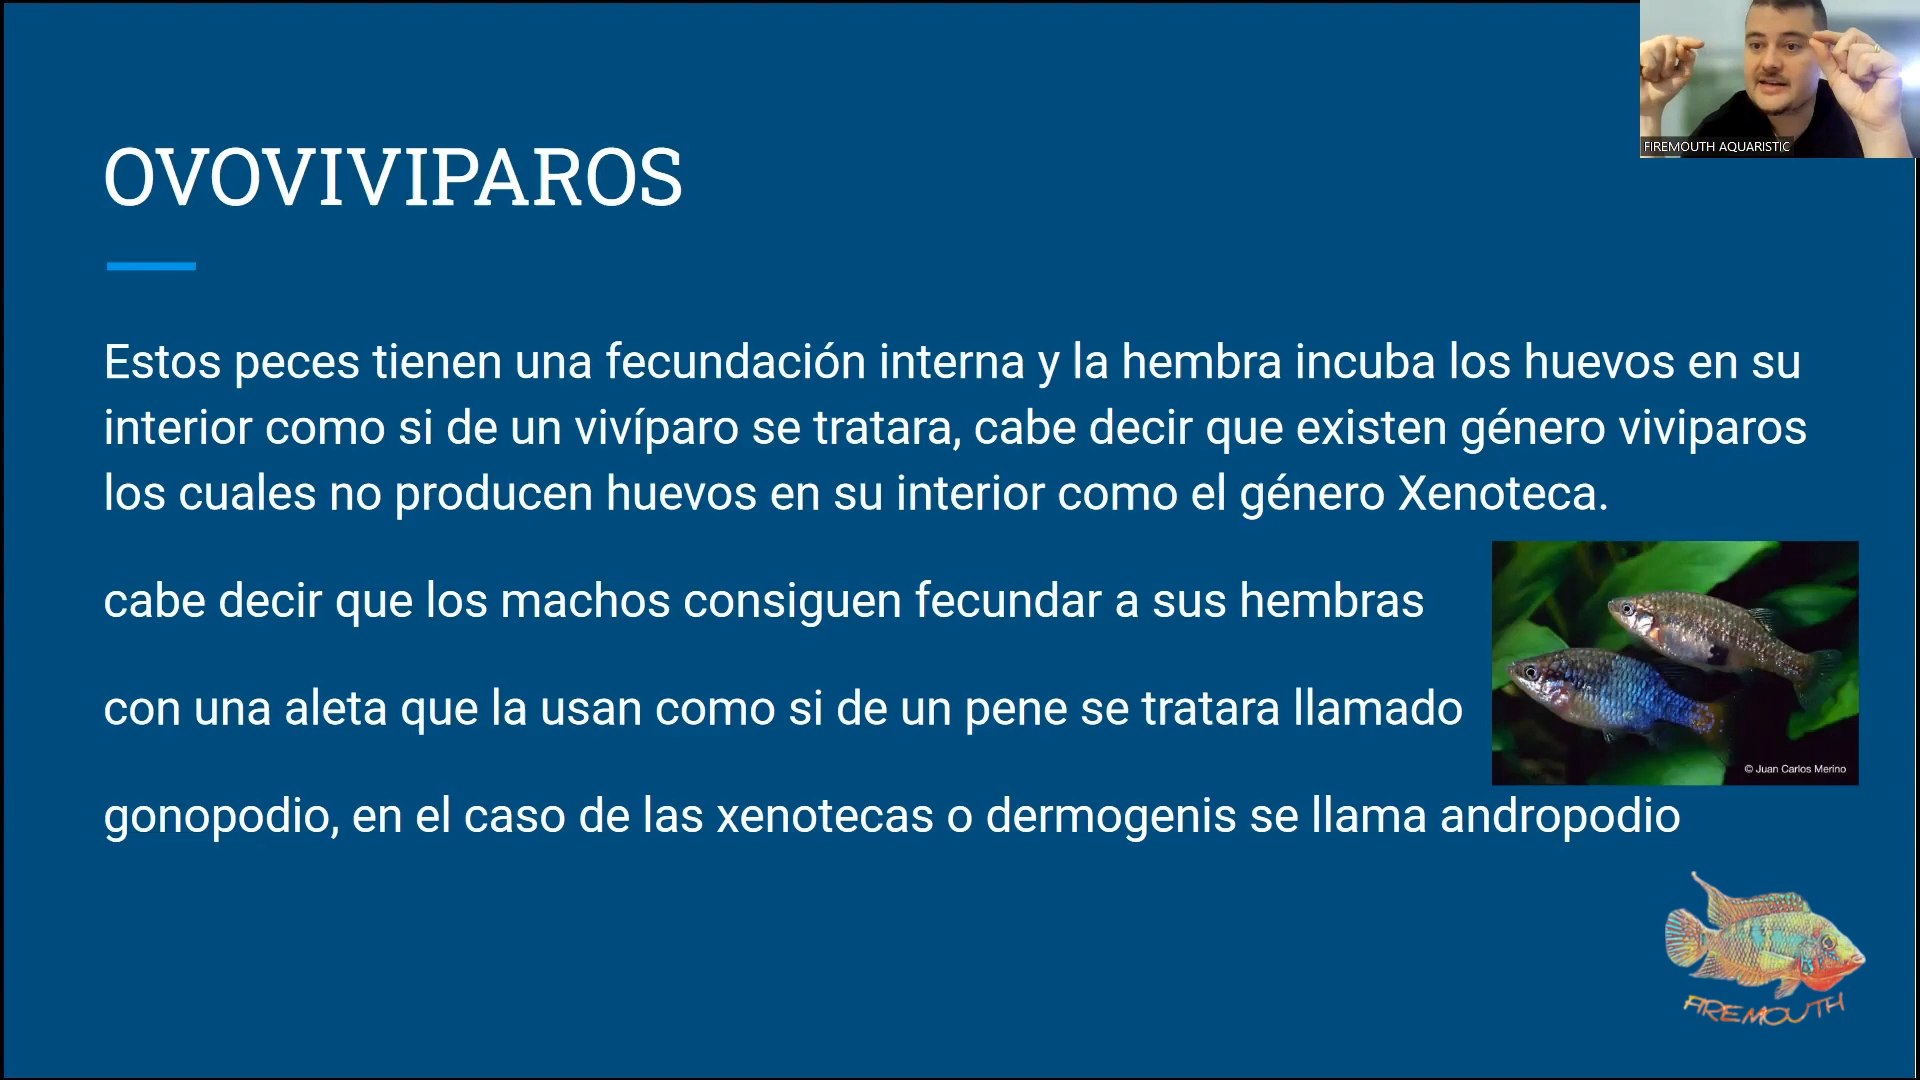 FIREMOUTH AQUARISTIC
OVOVIVIPAROS
Estos peces tienen una fecundación interna y la hembra incuba los huevos en su
interior como si de un vivíparo se tratara, cabe decir que existen género viviparos
los cuales no producen huevos en su interior como el género Xenoteca.
cabe decir que los machos consiguen fecundar a sus hembras
con una aleta que la usan como si de un pene se tratara llamado
© Juan Carlos Merino
gonopodio, en el caso de las xenotecas o dermogenis se llama andropodio
FIREMOUTH